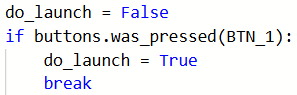 do_launch = False
if buttons.was_pressed(BTN_1):
    do_launch = True
    break